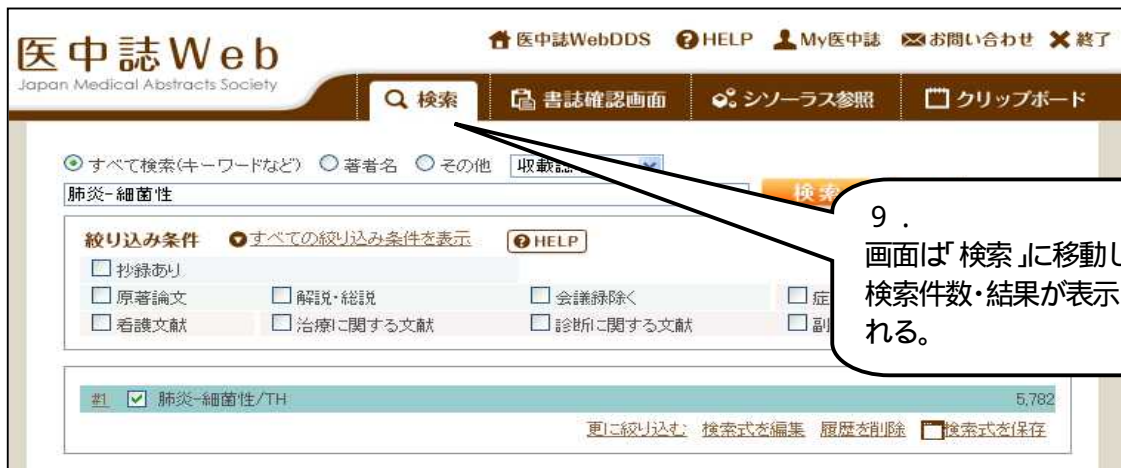 医中誌Web
Japan Medical Abstracts Society
医中誌WebDDS HELP My医中誌 お問い合わせ 終了
検索 書誌確認画面 シソーラス参照 クリップボード
すべて検索(キーワードなど) 著者名 その他 収載誌
肺炎-細菌性 検索
絞り込み条件 すべての絞り込み条件を表示 HELP
抄録あり
原著論文 解説・総説 会議録除く 症
看護文献 治療に関する文献 診断に関する文献 副
9.
画面は「検索」に移動し
検索件数・結果が表示
れる。
#1 肺炎-細菌性/TH 5,782
更に絞り込む 検索式を編集 履歴を削除 検索式を保存